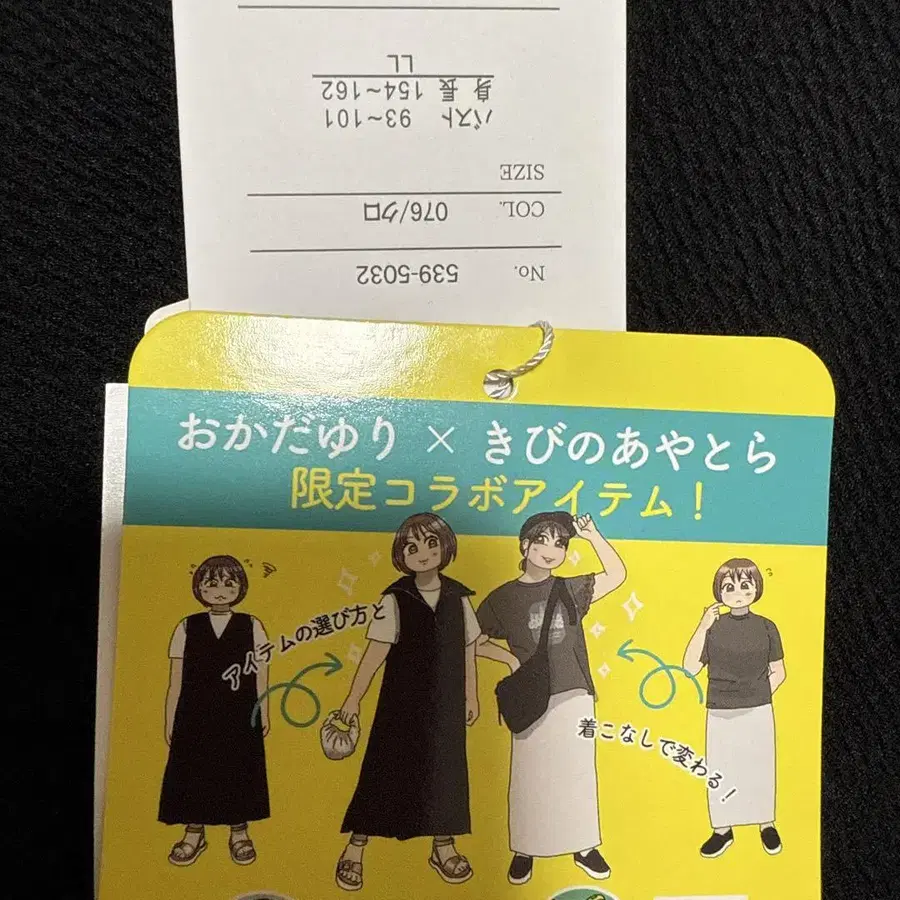 No. 539-5032
COL. 076/クロ
SIZE
バスト 93~101
身長 154~162
LL
おかだゆり × きびのあやとら
限定コラボアイテム!
アイテムの選び方と
着こなしで変わる!